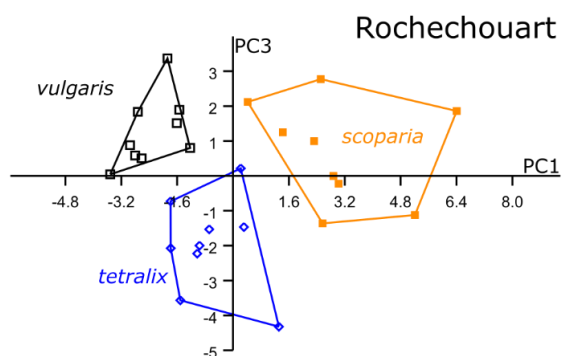 Rochechouart
PC3
vulgaris
3
2
1
scoparia
PC1
-4.8 -3.2 -1.6 1.6 3.2 4.8 6.4 8.0
-1
-2
tetralix
-3
-4
-5